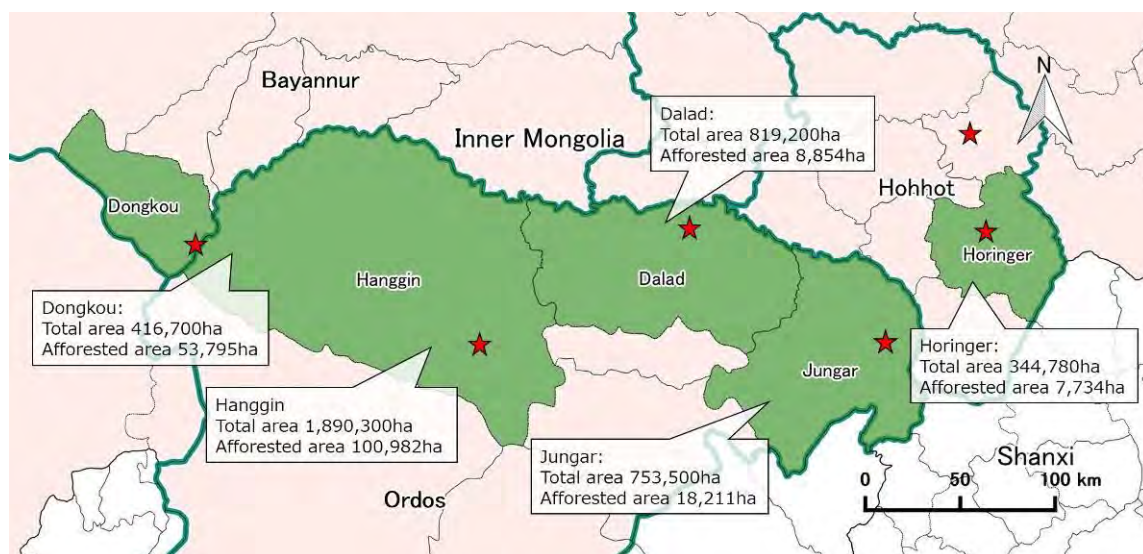 Bayannur
N
Inner Mongolia
Dalad:
Total area 819,200ha
Afforested area 8,854ha
Hohhot
Dongkou
Horinger
Hanggin
Dalad
Dongkou:
Total area 416,700ha
Afforested area 53,795ha
Jungar
Horinger:
Total area 344,780ha
Afforested area 7,734ha
Hanggin
Total area 1,890,300ha
Afforested area 100,982ha
Jungar:
Total area 753,500ha
Afforested area 18,211ha
Shanxi
Ordos
0 50 100 km